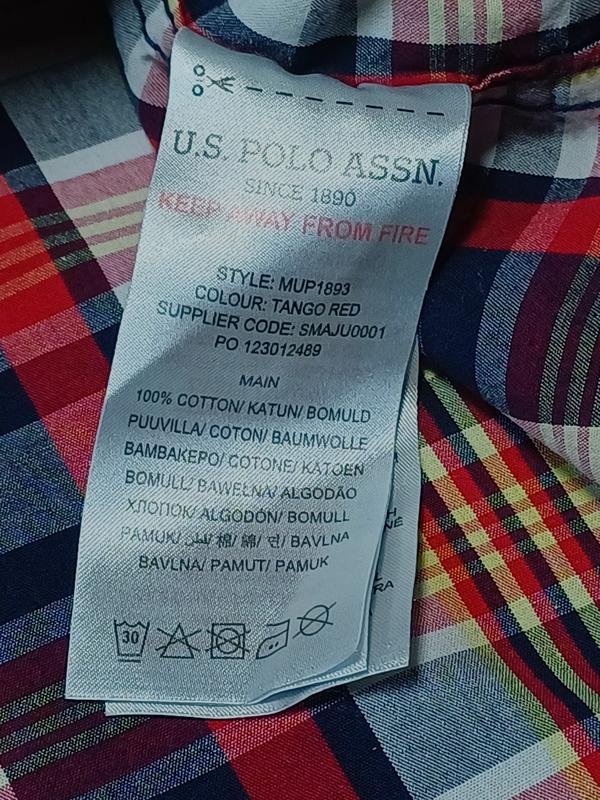 U.S. POLO ASSN.
SINCE 1890
KEEP AWAY FROM FIRE
STYLE: MUP1893
COLOUR: TANGO RED
SUPPLIER CODE: SMAJU0001
PO 123012489
MAIN
100% COTTON/ KATUN/ BOMULD
PUUVILLA/ COTON/ BAUMWOLLE
BAMBAKEPO/ COTONE/ KATOEN
BOMULL/ BAWEŁNA/ ALGODÃO
ХЛОПОК/ ALGODÓN/ BOMULL
PAMUK/ 棉/ 綿/ 면/ BAVLNA
BAVLNA/ PAMUT/ PAMUK
30